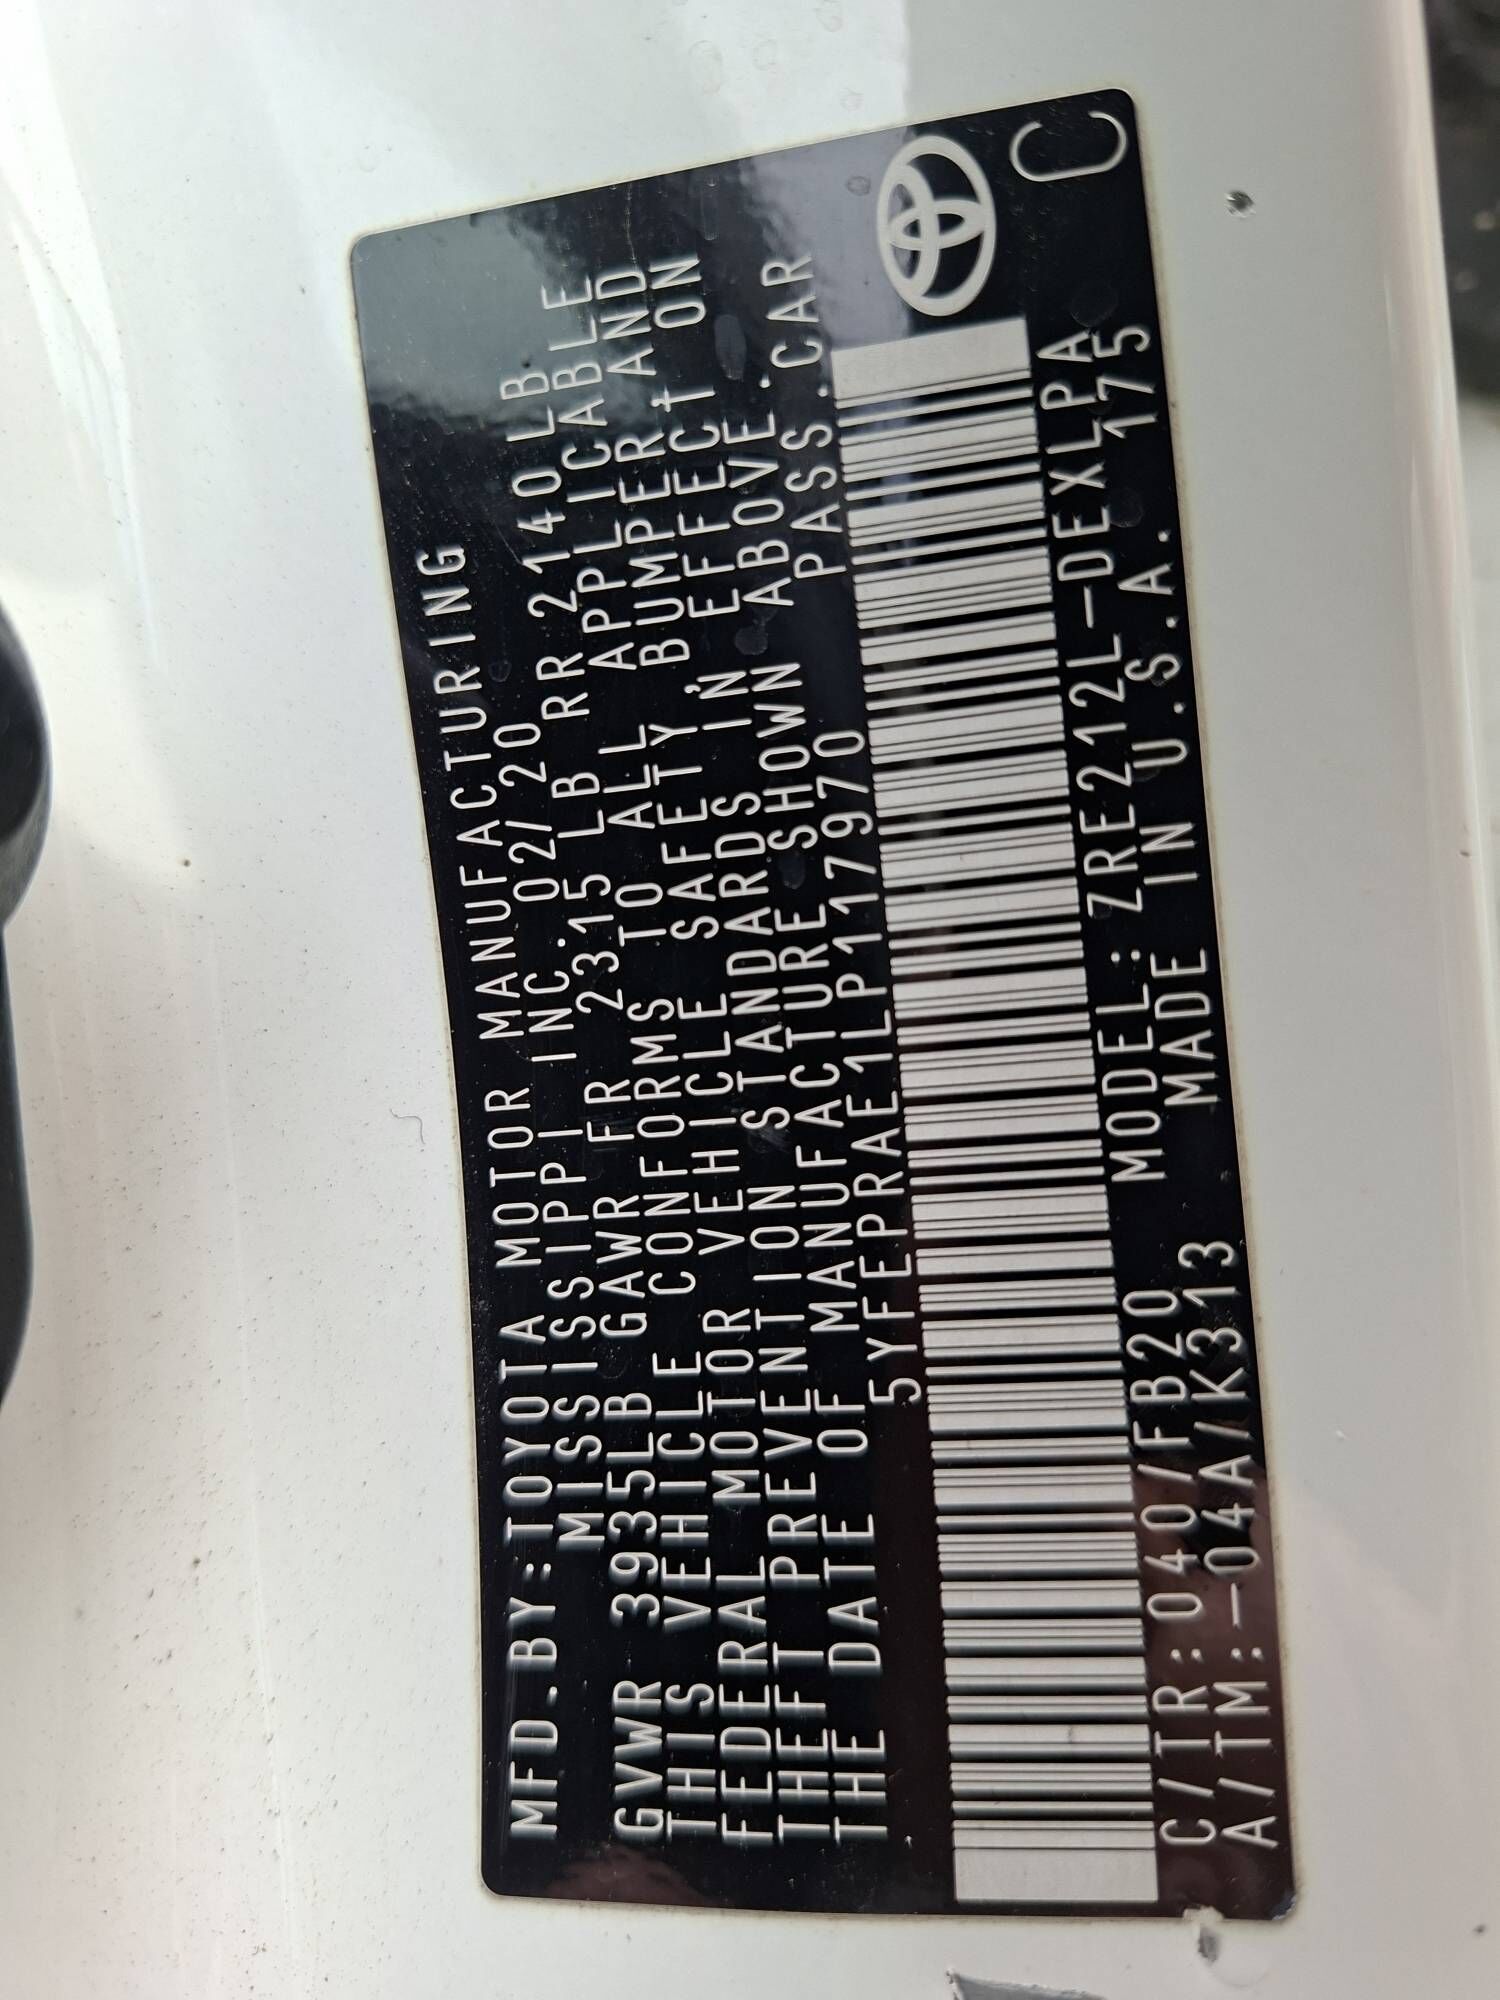 MFD.BY:TOYOTA MOTOR MANUFACTURING
MISSISSIPPI INC. 02/20
GVWR 3935LB GAWR FR 2315 LB RR 2140LB
THIS VEHICLE CONFORMS TO ALL APPLICABLE
FEDERAL MOTOR VEHICLE SAFETY, BUMPER, AND
THEFT PREVENTION STANDARDS IN EFFECT ON
THE DATE OF MANUFACTURE SHOWN ABOVE.
5YFEPRAE1LP117970 PASS.CAR
C/TR:040/FB20 MODEL:ZRE212L-DEXLPA
A/TM:-04A/K313 MADE IN U.S.A. 175
C